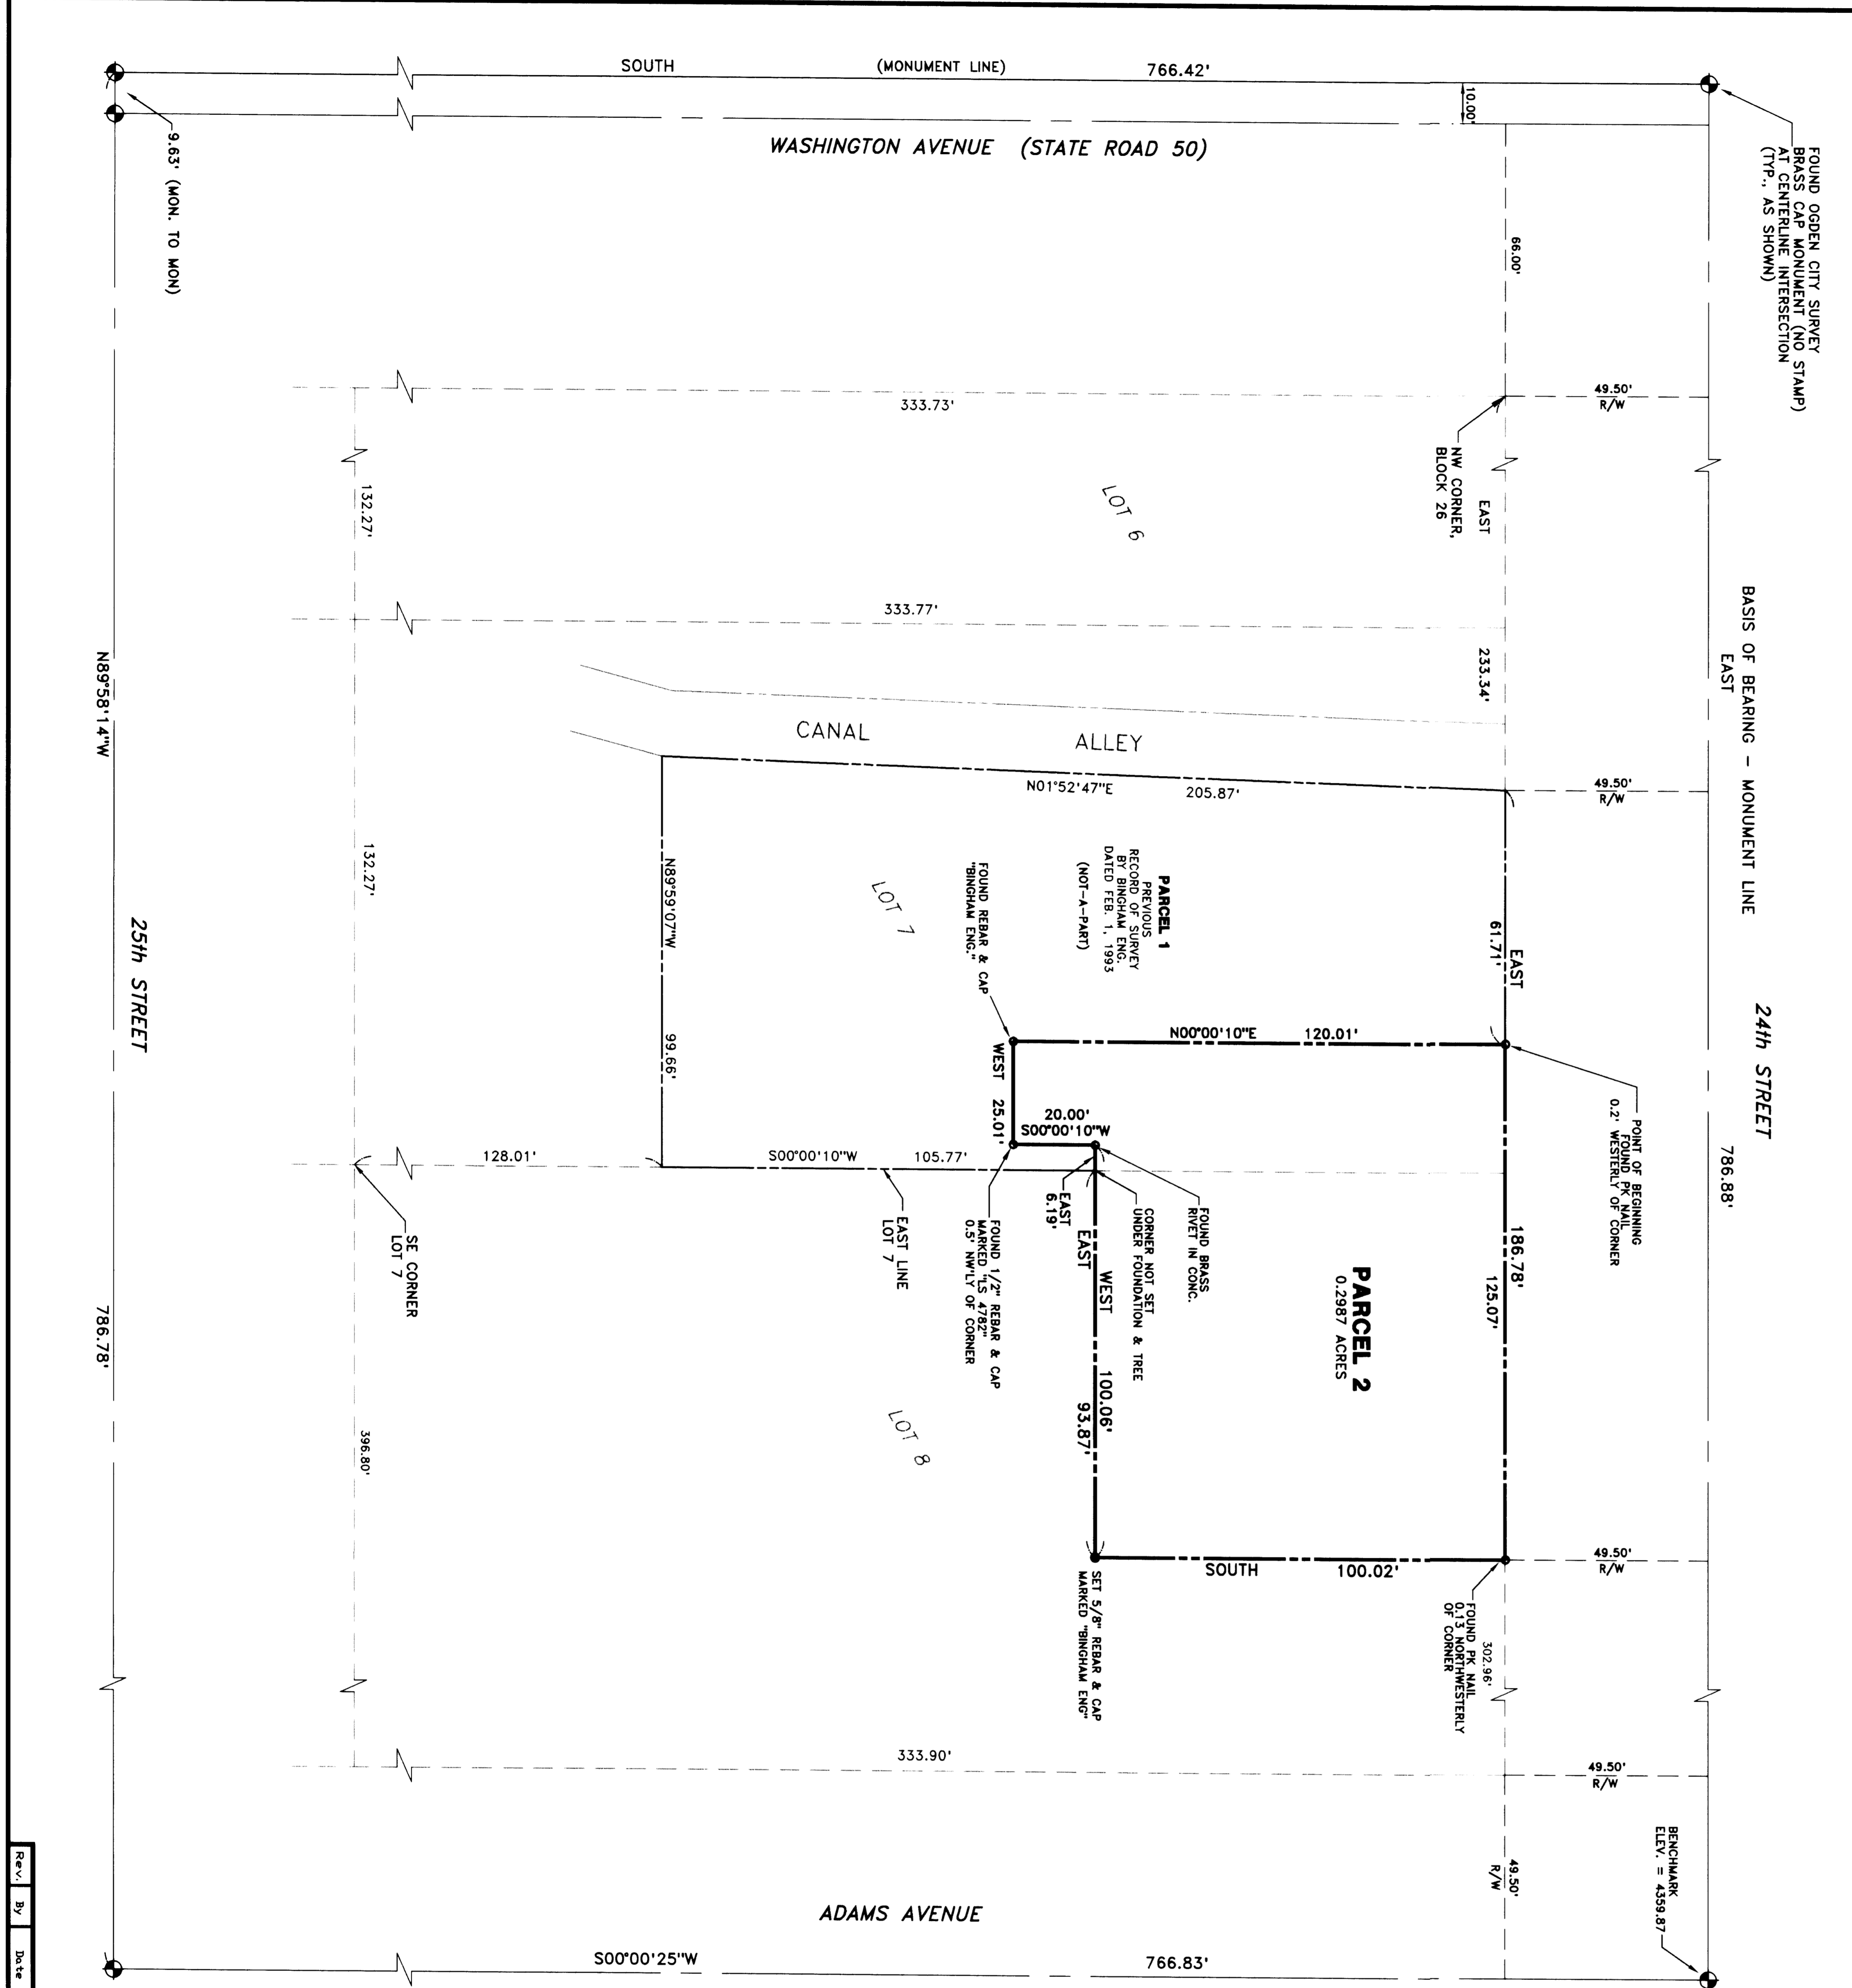 SOUTH (MONUMENT LINE) 766.42'
10.00'
WASHINGTON AVENUE (STATE ROAD 50)
9.63' (MON. TO MON)
FOUND OGDEN CITY SURVEY
BRASS CAP MONUMENT (NO STAMP)
AT CENTERLINE INTERSECTION
(TYP., AS SHOWN)
66.00'
49.50'
R/W
NW CORNER,
BLOCK 26
EAST
233.34'
333.73'
132.27'
LOT 6
333.77'
BASIS OF BEARING - MONUMENT LINE
EAST
24th STREET
786.88'
CANAL ALLEY
N01°52'47"E 205.87'
49.50'
R/W
EAST
61.71'
PARCEL 1
PREVIOUS
RECORD OF SURVEY
BY BINGHAM ENG.
DATED FEB. 1, 1993
(NOT-A-PART)
LOT 7
FOUND REBAR & CAP
"BINGHAM ENG."
N89°59'07"W
99.66'
132.27'
N89°58'14"W
25th STREET
786.78'
N00°00'10"E 120.01'
WEST 25.01'
20.00'
S00°00'10"W
POINT OF BEGINNING
FOUND PK NAIL
0.2' WESTERLY OF CORNER
186.78'
125.07'
PARCEL 2
0.2987 ACRES
128.01'
S00°00'10"W 105.77'
EAST
6.19'
FOUND BRASS
RIVET IN CONC.
CORNER NOT SET
UNDER FOUNDATION & TREE
WEST 100.06'
EAST 93.87'
FOUND 1/2" REBAR & CAP
MARKED "LS 4782"
0.5' NW'LY OF CORNER
EAST LINE
LOT 7
SE CORNER
LOT 7
LOT 8
396.80'
SOUTH 100.02'
49.50'
R/W
302.96'
FOUND PK NAIL
0.13 NORTHWESTERLY
OF CORNER
SET 5/8" REBAR & CAP
MARKED "BINGHAM ENG"
333.90'
49.50'
R/W
49.50'
R/W
BENCHMARK
ELEV. = 4359.87
ADAMS AVENUE
S00°00'25"W 766.83'
Rev. By Date